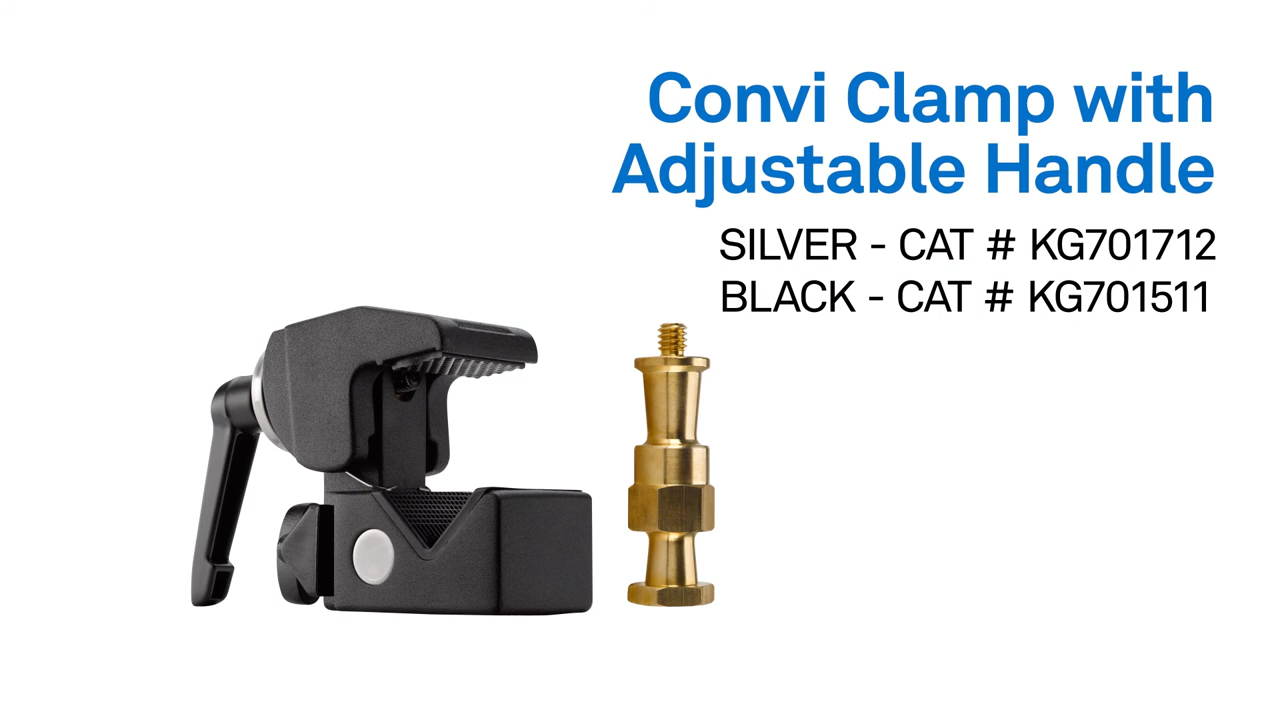 Convi Clamp with
Adjustable Handle
SILVER - CAT # KG701712
BLACK - CAT # KG701511